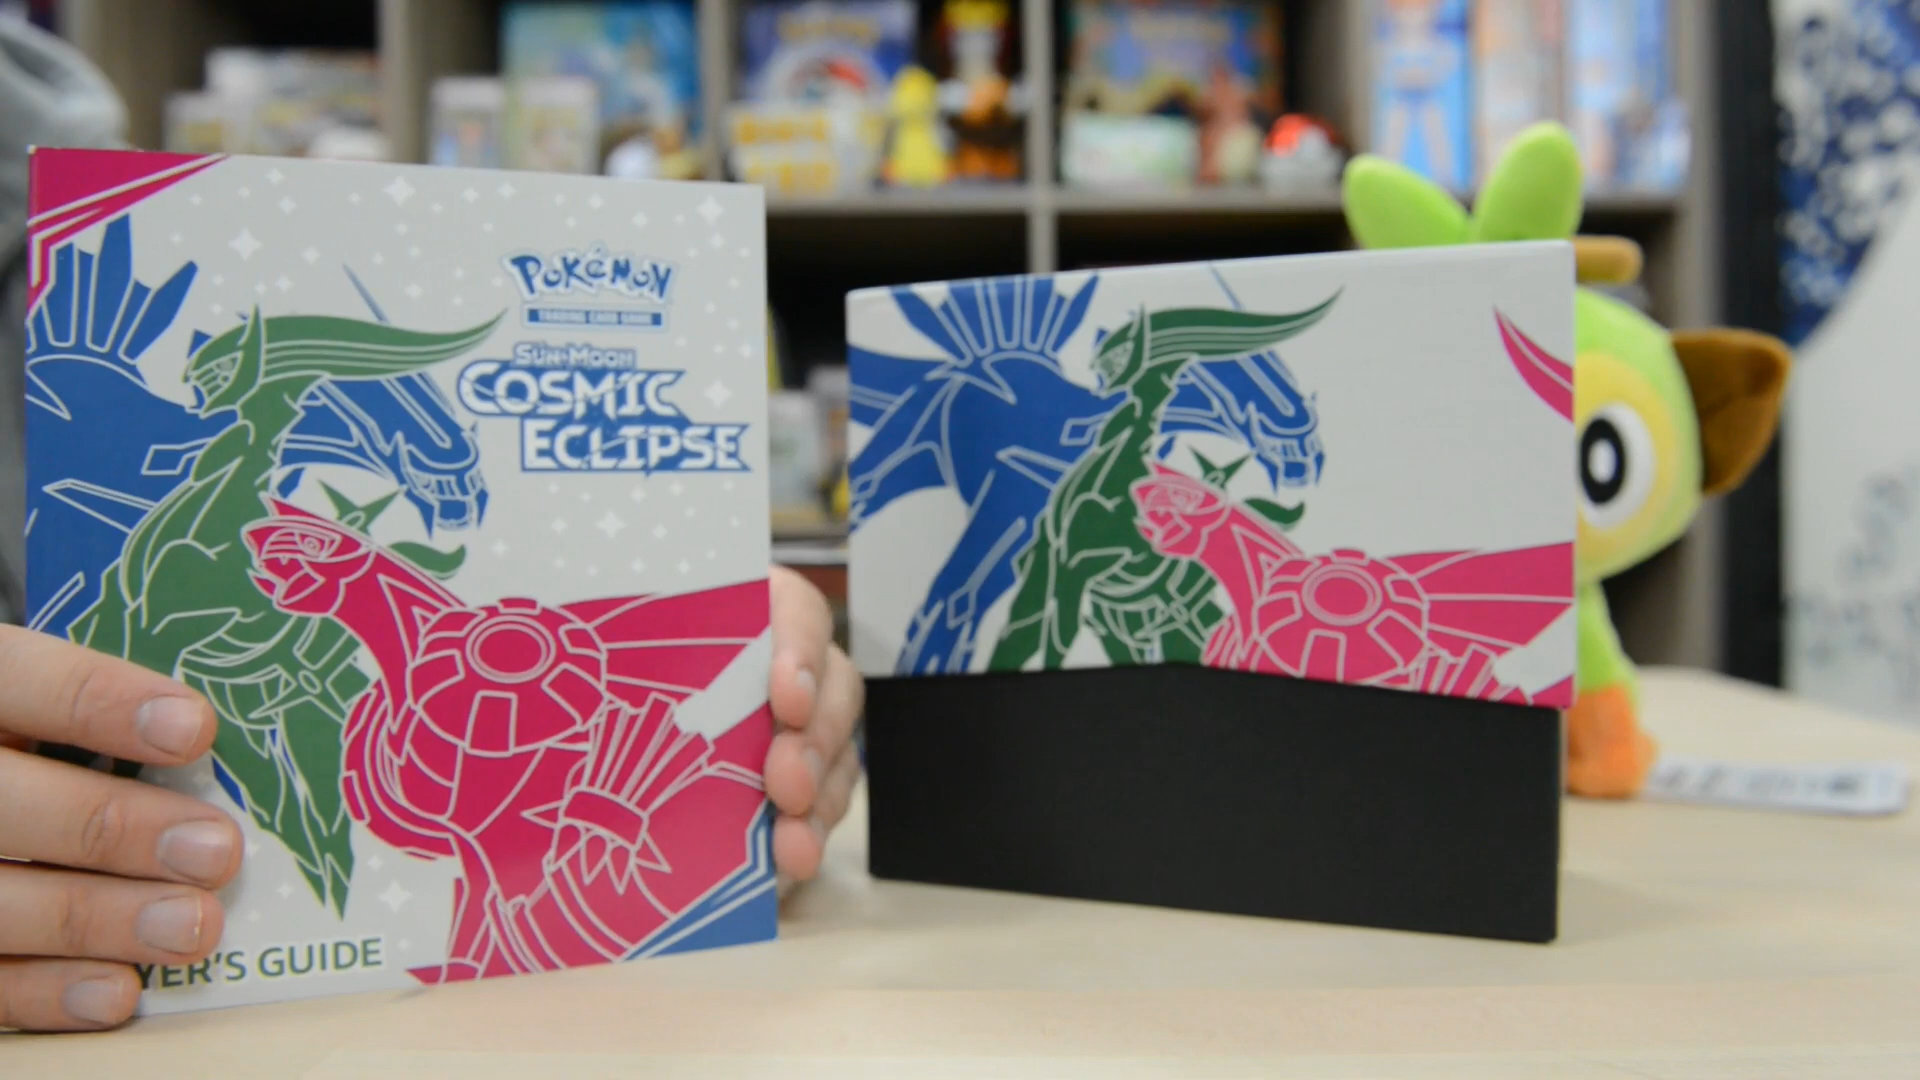 POKéMON
TRADING CARD GAME
SUN & MOON
COSMIC
ECLIPSE
YER'S GUIDE